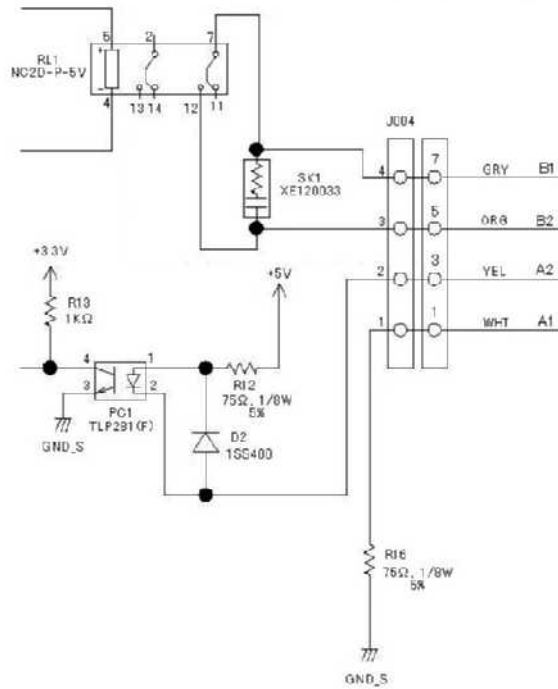 5
2
7
RL1
NC2D-P-5V
+
-
4
13 14
12
11
J004
SK1
XE120033
4
7
GRY
B1
3
5
ORG
B2
2
3
YEL
A2
1
1
WHT
A1
+3.3V
+5V
R13
1KΩ
4
1
3
2
R12
75Ω, 1/8W
5%
PC1
TLP281(F)
GND_S
D2
1SS400
R16
75Ω, 1/8W
5%
GND_S